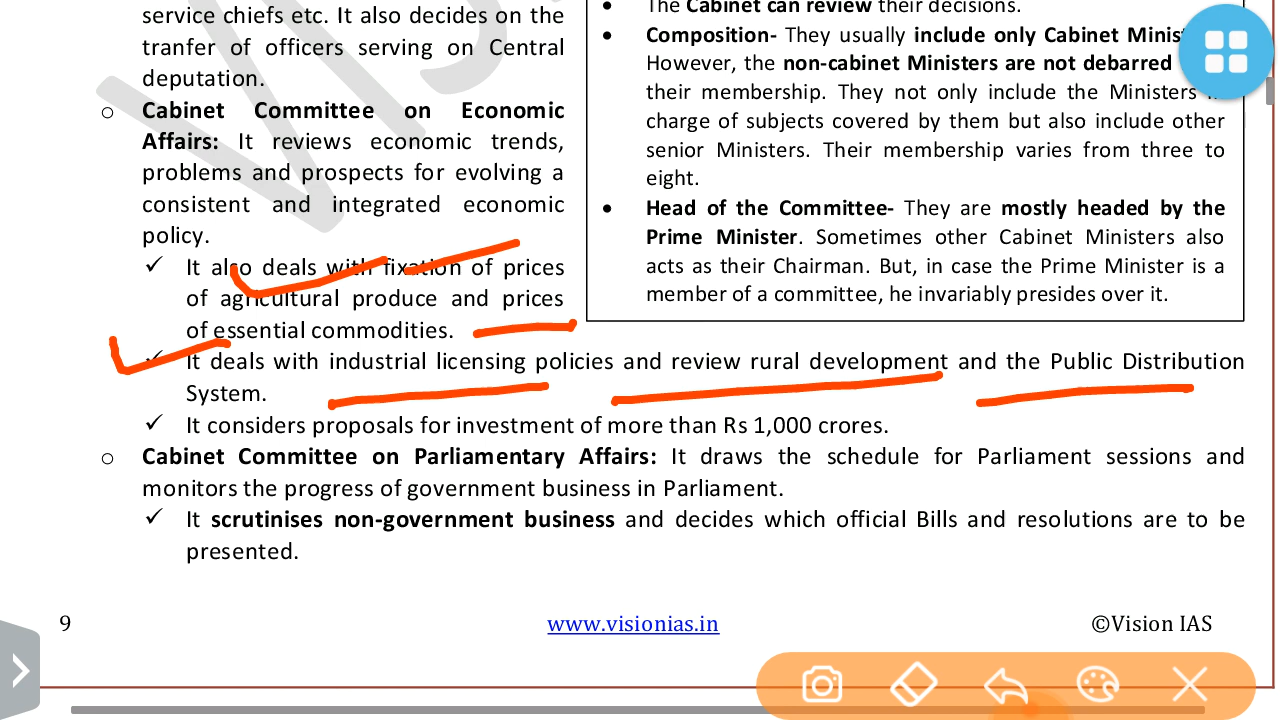 service chiefs etc. It also decides on the
tranfer of officers serving on Central
deputation.
o Cabinet Committee on Economic
Affairs: It reviews economic trends,
problems and prospects for evolving a
consistent and integrated economic
policy.
✓ It also deals with fixation of prices
of agricultural produce and prices
of essential commodities.
The Cabinet can review their decisions.
• Composition- They usually include only Cabinet
However, the non-cabinet Ministers are not debarred
their membership. They not only include the Ministers
charge of subjects covered by them but also include other
senior Ministers. Their membership varies from three to
eight.
• Head of the Committee- They are mostly headed by the
Prime Minister. Sometimes other Cabinet Ministers also
acts as their Chairman. But, in case the Prime Minister is a
member of a committee, he invariably presides over it.
✓ It deals with industrial licensing policies and review rural development and the Public Distribution
System.
✓ It considers proposals for investment of more than Rs 1,000 crores.
o Cabinet Committee on Parliamentary Affairs: It draws the schedule for Parliament sessions and
monitors the progress of government business in Parliament.
✓ It scrutinises non-government business and decides which official Bills and resolutions are to be
presented.
9 www.visionias.in ©Vision IAS